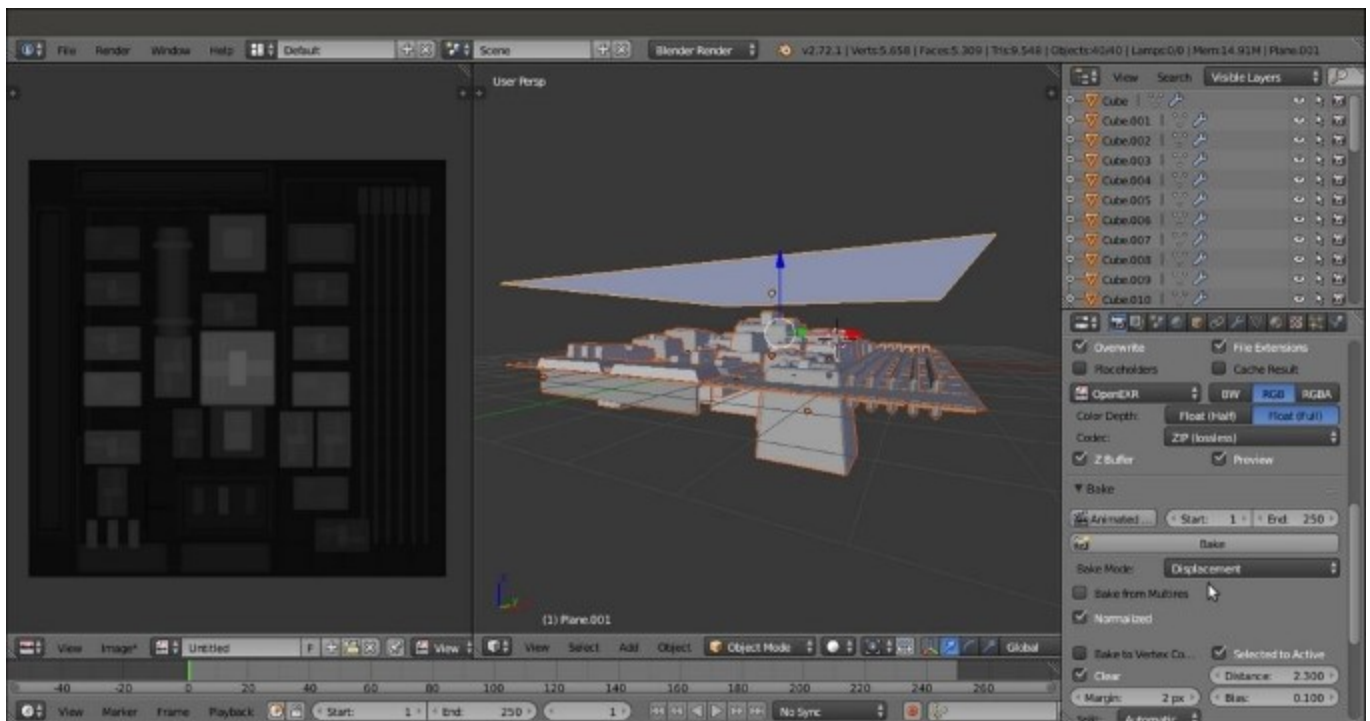 File Render Window Help Default Scene Blender Render v2.72.1 | Verts:5.658 | Faces:5.309 | Tris:9.548 | Objects:40/40 | Lamps:0/0 | Mem:14.91M | Plane.001
User Persp
View Search Visible Layers
Cube
Cube.001
Cube.002
Cube.003
Cube.004
Cube.005
Cube.006
Cube.007
Cube.008
Cube.009
Cube.010
Overwrite File Extensions
Placeholders Cache Result
OpenEXR BW RGB RGBA
Color Depth: Float (Half) Float (Full)
Codec: ZIP (lossless)
Z Buffer Preview
Bake
Animated ... Start: 1 End: 250
Bake
Bake Mode: Displacement
Bake from Multires
Normalized
Bake to Vertex Co... Selected to Active
Clear Distance: 2.300
Margin: 2 px Bias: 0.100
Split: Automatic
(1) Plane.001
View Image* Untitled F View
View Select Add Object Object Mode Global
-40 -20 0 20 40 60 80 100 120 140 160 180 200 220 240 260
View Marker Frame Playback Start: 1 End: 250 1 No Sync